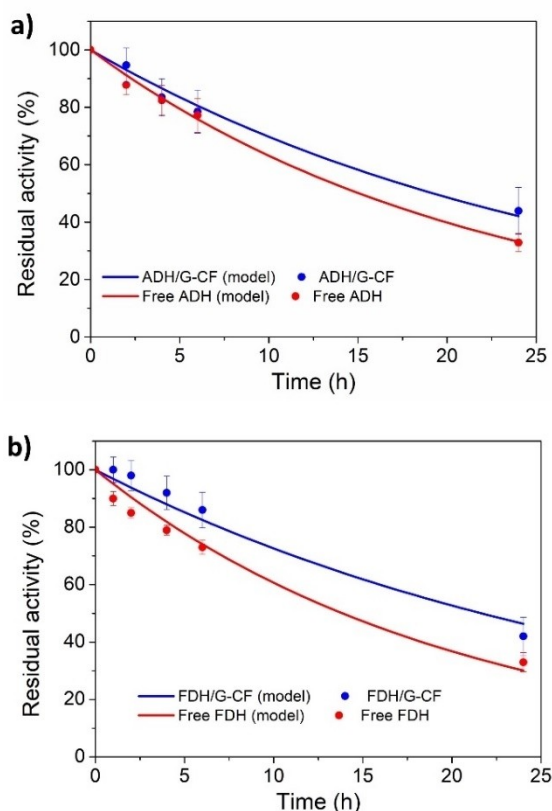 a)
Residual activity (%)
100
80
60
40
20
0
ADH/G-CF (model) ADH/G-CF
Free ADH (model) Free ADH
0 5 10 15 20 25
Time (h)
b)
Residual activity (%)
100
80
60
40
20
0
FDH/G-CF (model) FDH/G-CF
Free FDH (model) Free FDH
0 5 10 15 20 25
Time (h)